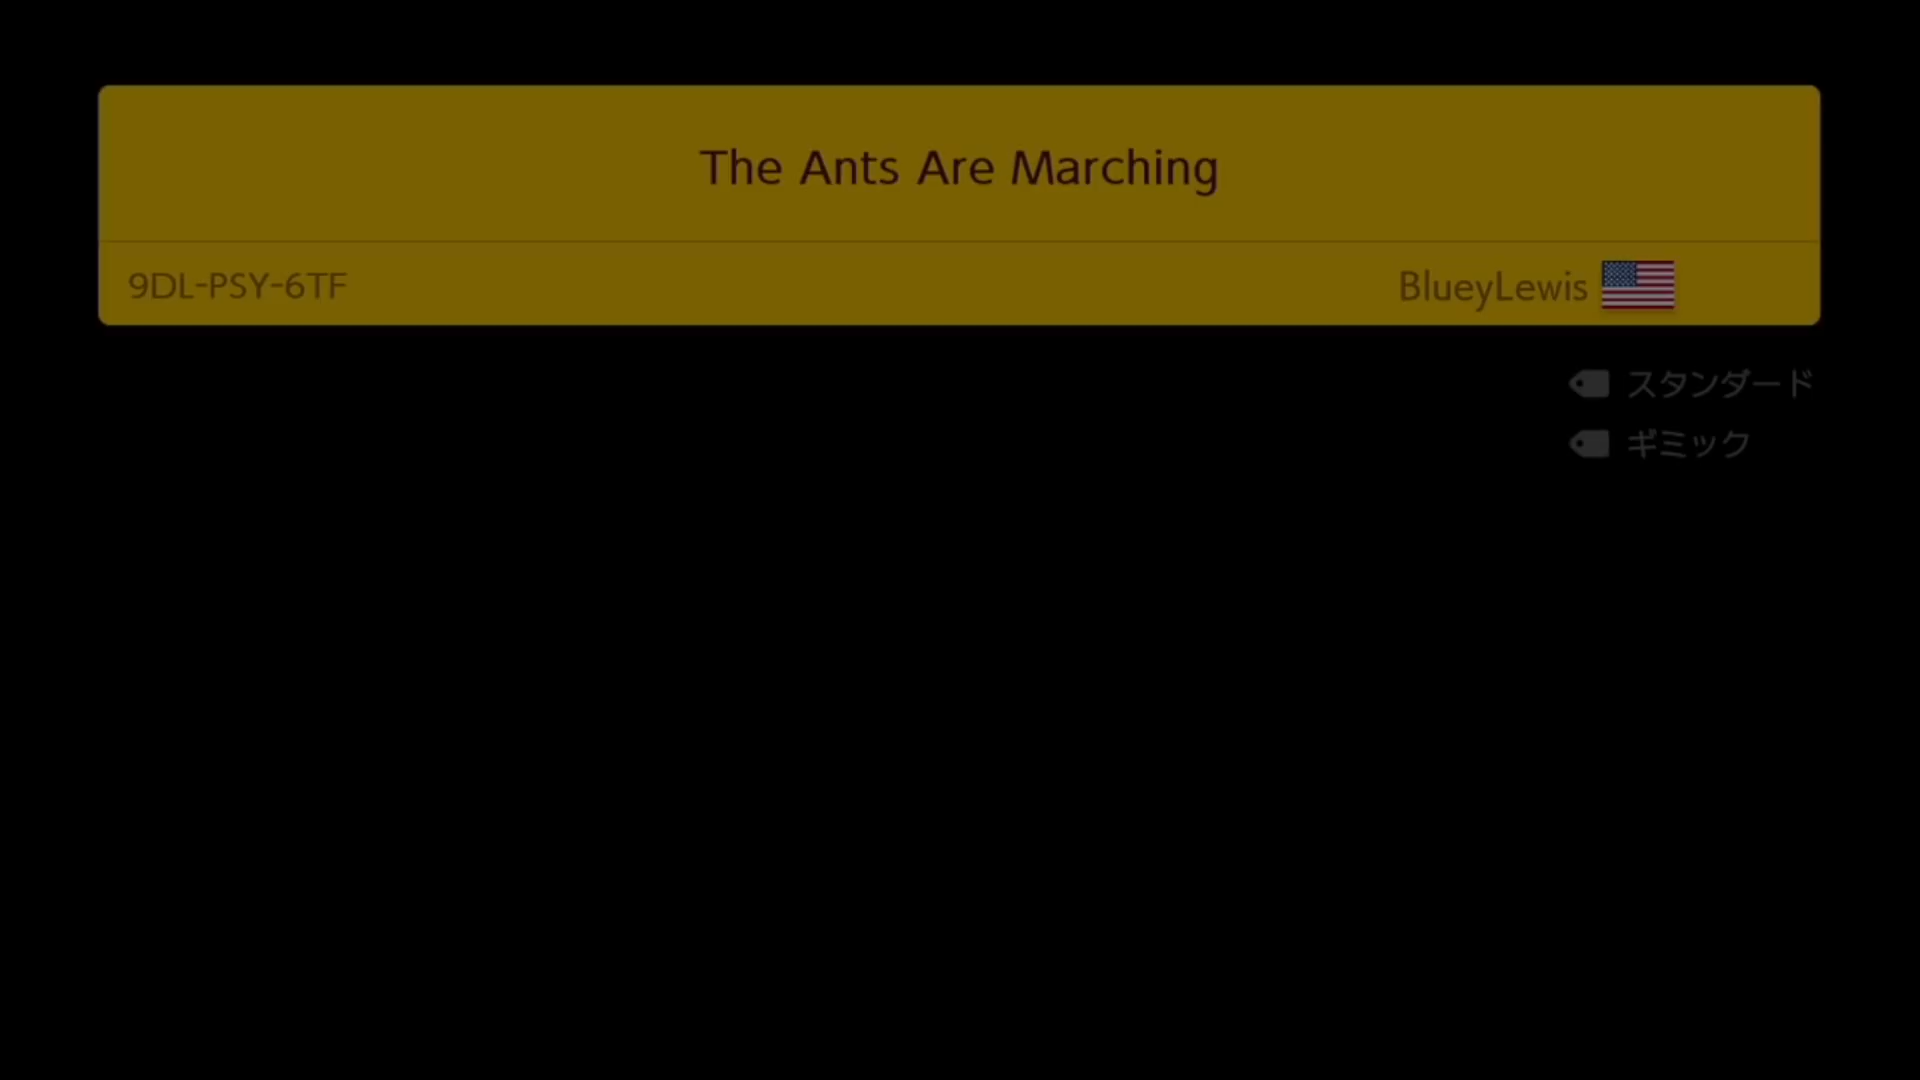 The Ants Are Marching
9DL-PSY-6TF
BlueyLewis
スタンダード
ギミック